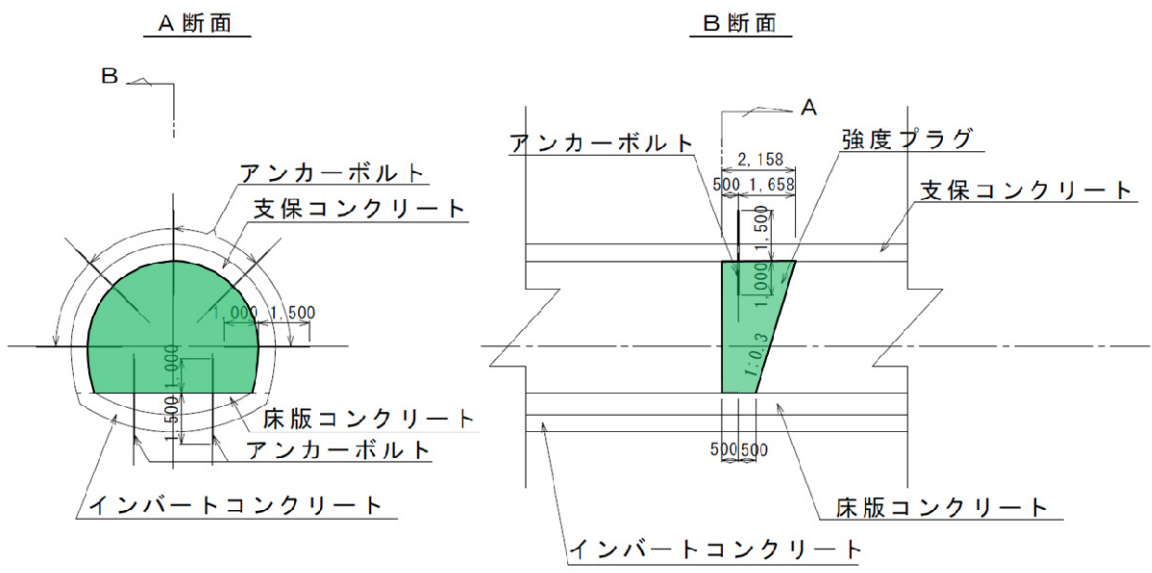 A断面
B断面
B
A
アンカーボルト
支保コンクリート
1,000
1,500
1,000
1,500
床版コンクリート
アンカーボルト
インバートコンクリート
アンカーボルト
強度プラグ
2,158
500
1,658
支保コンクリート
1,500
1,000
1:0.3
500
500
床版コンクリート
インバートコンクリート